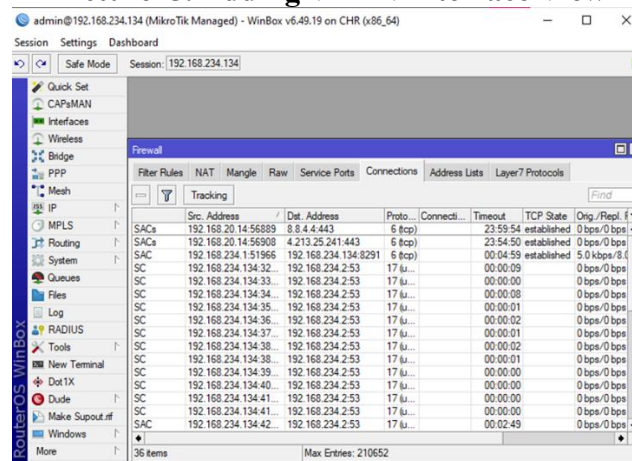 admin@192.168.234.134 (MikroTik Managed) - WinBox v6.49.19 on CHR (x86_64)
Session Settings Dashboard
Safe Mode Session: 192.168.234.134
Quick Set
CAPsMAN
Interfaces
Wireless
Bridge
PPP
Mesh
IP
MPLS
Routing
System
Queues
Files
Log
RADIUS
Tools
New Terminal
Dot1X
Dude
Make Supout.rif
Windows
More
RouterOS WinBox
Firewall
Filter Rules NAT Mangle Raw Service Ports Connections Address Lists Layer7 Protocols
Tracking Find
Src. Address Dst. Address Proto... Connecti... Timeout TCP State Orig./Repl.
SACs 192.168.20.14:56889 8.8.4.4:443 6 (tcp) 23:59:54 established 0 bps/0 bps
SACs 192.168.20.14:56908 4.213.25.241:443 6 (tcp) 23:54:50 established 0 bps/0 bps
SAC 192.168.234.1:51966 192.168.234.134:8291 6 (tcp) 00:04:59 established 5.0 kbps/8.0
SC 192.168.234.134:32... 192.168.234.2:53 17 (u... 00:00:09 0 bps/0 bps
SC 192.168.234.134:33... 192.168.234.2:53 17 (u... 00:00:00 0 bps/0 bps
SC 192.168.234.134:34... 192.168.234.2:53 17 (u... 00:00:08 0 bps/0 bps
SC 192.168.234.134:35... 192.168.234.2:53 17 (u... 00:00:01 0 bps/0 bps
SC 192.168.234.134:36... 192.168.234.2:53 17 (u... 00:00:02 0 bps/0 bps
SC 192.168.234.134:37... 192.168.234.2:53 17 (u... 00:00:01 0 bps/0 bps
SC 192.168.234.134:38... 192.168.234.2:53 17 (u... 00:00:02 0 bps/0 bps
SC 192.168.234.134:38... 192.168.234.2:53 17 (u... 00:00:01 0 bps/0 bps
SC 192.168.234.134:39... 192.168.234.2:53 17 (u... 00:00:00 0 bps/0 bps
SC 192.168.234.134:40... 192.168.234.2:53 17 (u... 00:00:00 0 bps/0 bps
SC 192.168.234.134:41... 192.168.234.2:53 17 (u... 00:00:00 0 bps/0 bps
SC 192.168.234.134:41... 192.168.234.2:53 17 (u... 00:00:00 0 bps/0 bps
SAC 192.168.234.134:42... 192.168.234.2:53 17 (u... 00:02:49 0 bps/0 bps
36 items Max Entries: 210652